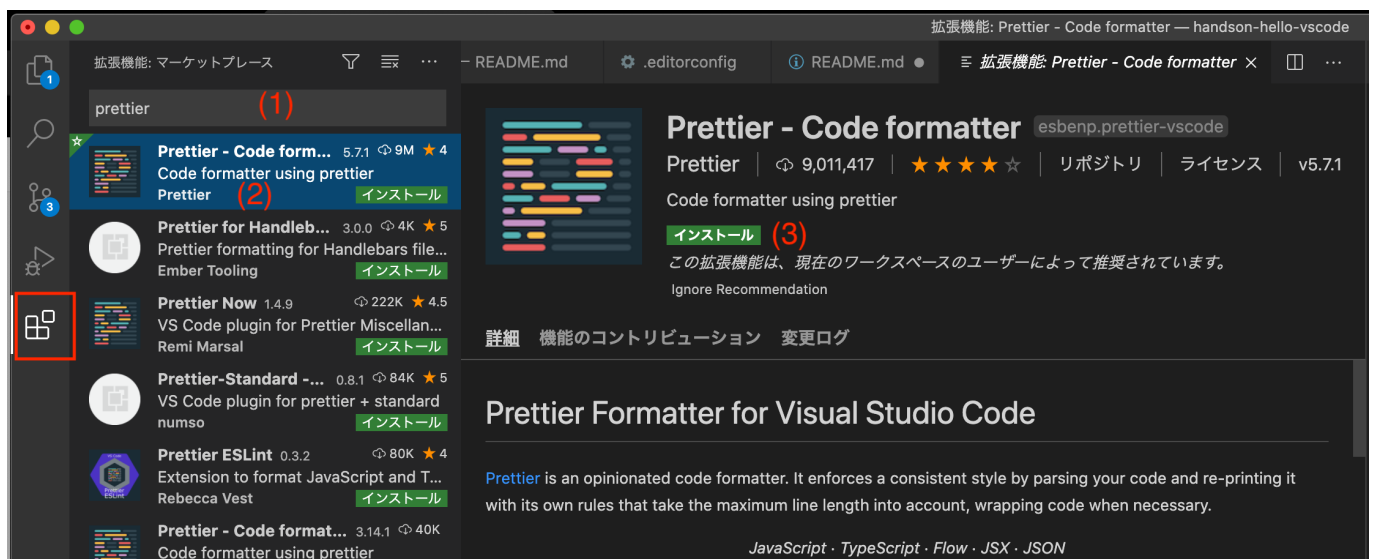 拡張機能: Prettier - Code formatter — handson-hello-vscode
1
3
拡張機能: マーケットプレース
prettier
(1)
Prettier - Code form... 5.7.1 9M ★ 4
Code formatter using prettier
Prettier (2) インストール
Prettier for Handleb... 3.0.0 4K ★ 5
Prettier formatting for Handlebars file...
Ember Tooling インストール
Prettier Now 1.4.9 222K ★ 4.5
VS Code plugin for Prettier Miscellan...
Remi Marsal インストール
Prettier-Standard -... 0.8.1 84K ★ 5
VS Code plugin for prettier + standard
numso インストール
Prettier ESLint 0.3.2 80K ★ 4
Extension to format JavaScript and T...
Rebecca Vest インストール
Prettier - Code format... 3.14.1 40K
Code formatter using prettier
README.md
.editorconfig
README.md ●
拡張機能: Prettier - Code formatter ×
Prettier - Code formatter esbenp.prettier-vscode
Prettier | 9,011,417 | ★★★★☆ | リポジトリ | ライセンス | v5.7.1
Code formatter using prettier
インストール (3)
この拡張機能は、現在のワークスペースのユーザーによって推奨されています。
Ignore Recommendation
詳細 機能のコントリビューション 変更ログ
Prettier Formatter for Visual Studio Code
Prettier is an opinionated code formatter. It enforces a consistent style by parsing your code and re-printing it
with its own rules that take the maximum line length into account, wrapping code when necessary.
JavaScript · TypeScript · Flow · JSX · JSON